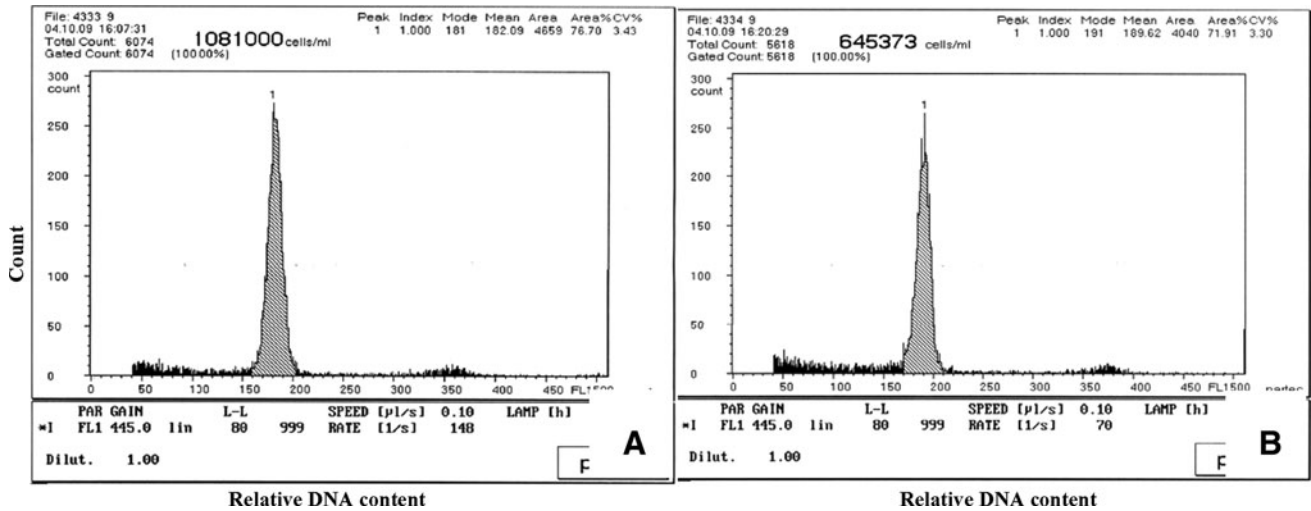 File: 4333 9
04.10.09 16:07:31
Total Count: 6074
Gated Count: 6074 (100.00%)
1081000 cells/ml
Peak Index Mode Mean Area Area% CV%
1 1.000 181 182.09 4659 76.70 3.43
300
count
250
200
150
100
50
0
1
0 50 100 150 200 250 300 350 400 450
PAR GAIN L-L SPEED [µl/s] 0.10 LAMP [h]
*I FL1 445.0 lin 80 999 RATE [1/s] 148
Dilut. 1.00
A
Count
Relative DNA content
File: 4334 9
04.10.09 16:20:29
Total Count: 5618
Gated Count: 5618 (100.00%)
645373 cells/ml
Peak Index Mode Mean Area Area% CV%
1 1.000 191 189.62 4040 71.91 3.30
300
count
250
200
150
100
50
0
1
0 50 100 150 200 250 300 350 400 450 FL1500
PAR GAIN L-L SPEED [µl/s] 0.10 LAMP [h]
*I FL1 445.0 lin 80 999 RATE [1/s] 70
Dilut. 1.00
B
Relative DNA content